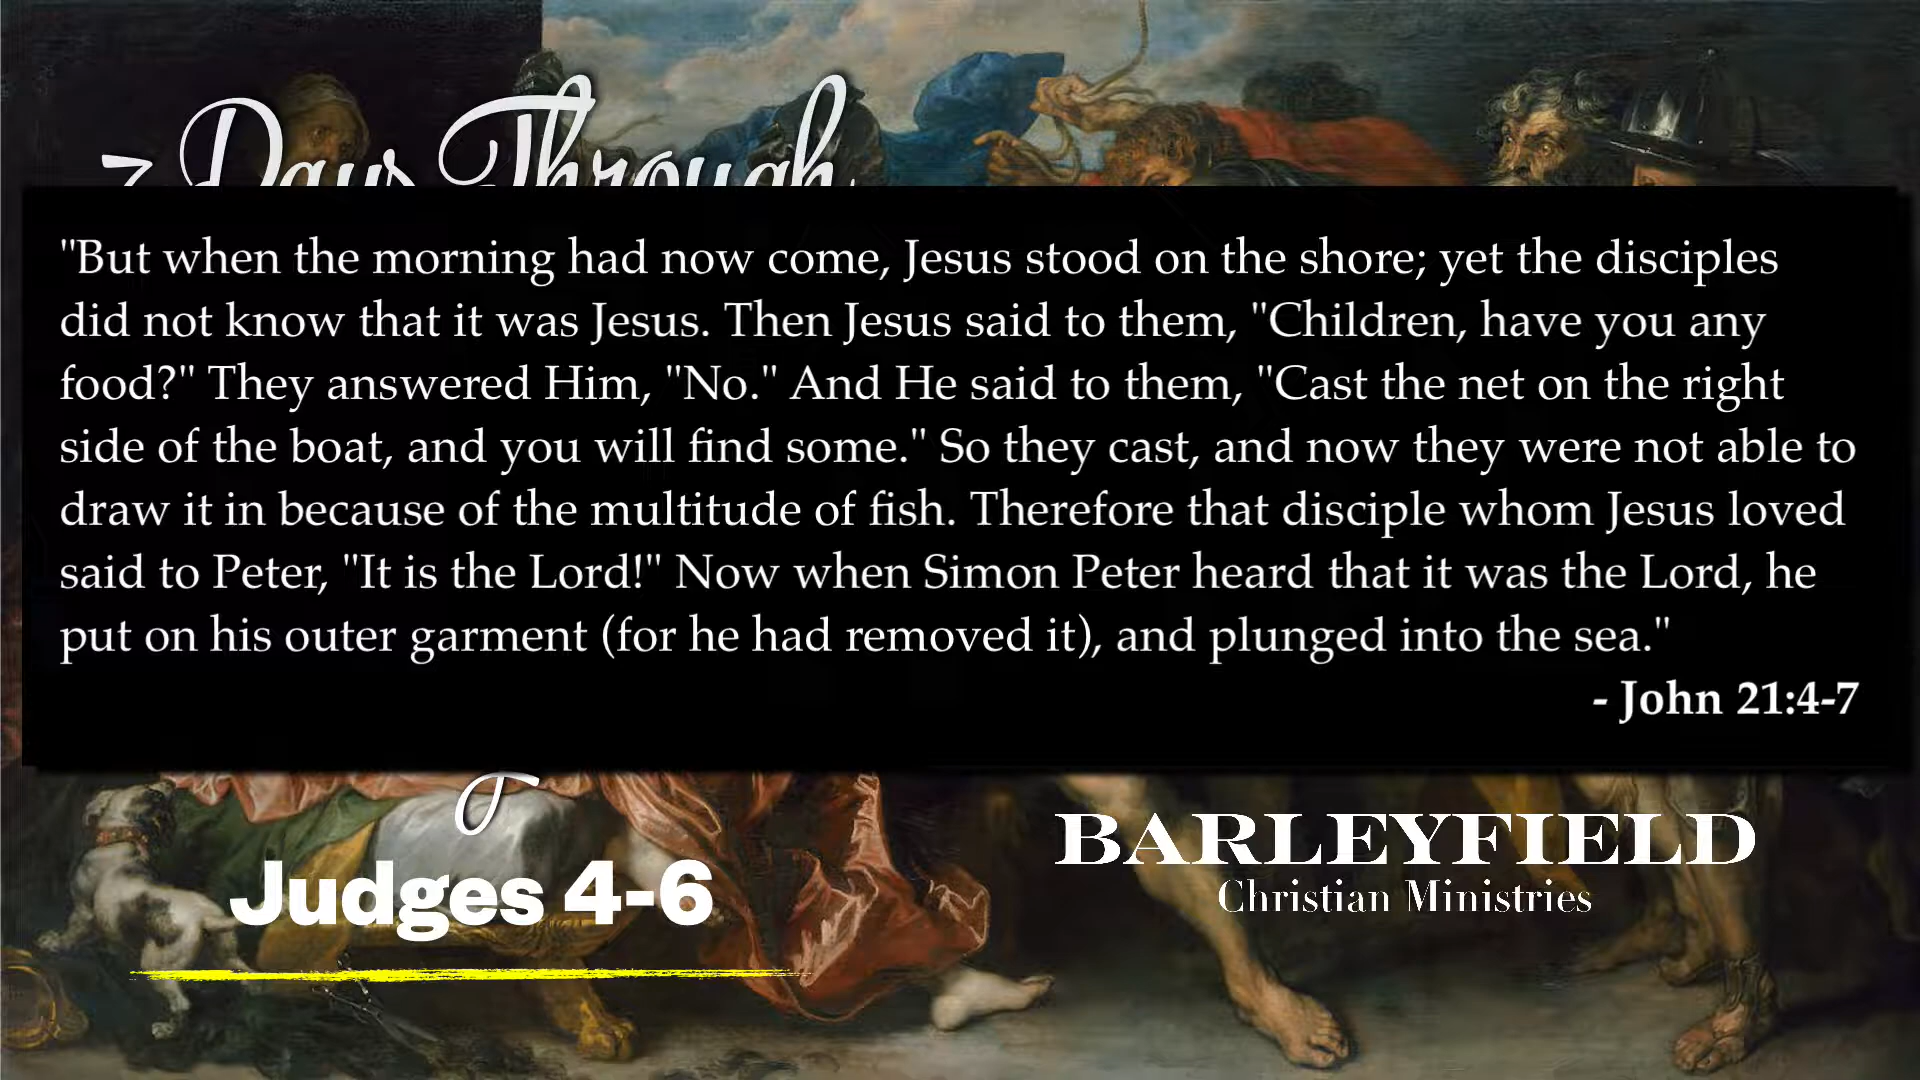 7 Days Through
"But when the morning had now come, Jesus stood on the shore; yet the disciples
did not know that it was Jesus. Then Jesus said to them, "Children, have you any
food?" They answered Him, "No." And He said to them, "Cast the net on the right
side of the boat, and you will find some." So they cast, and now they were not able to
draw it in because of the multitude of fish. Therefore that disciple whom Jesus loved
said to Peter, "It is the Lord!" Now when Simon Peter heard that it was the Lord, he
put on his outer garment (for he had removed it), and plunged into the sea."
- John 21:4-7
Judges 4-6
BARLEYFIELD
Christian Ministries